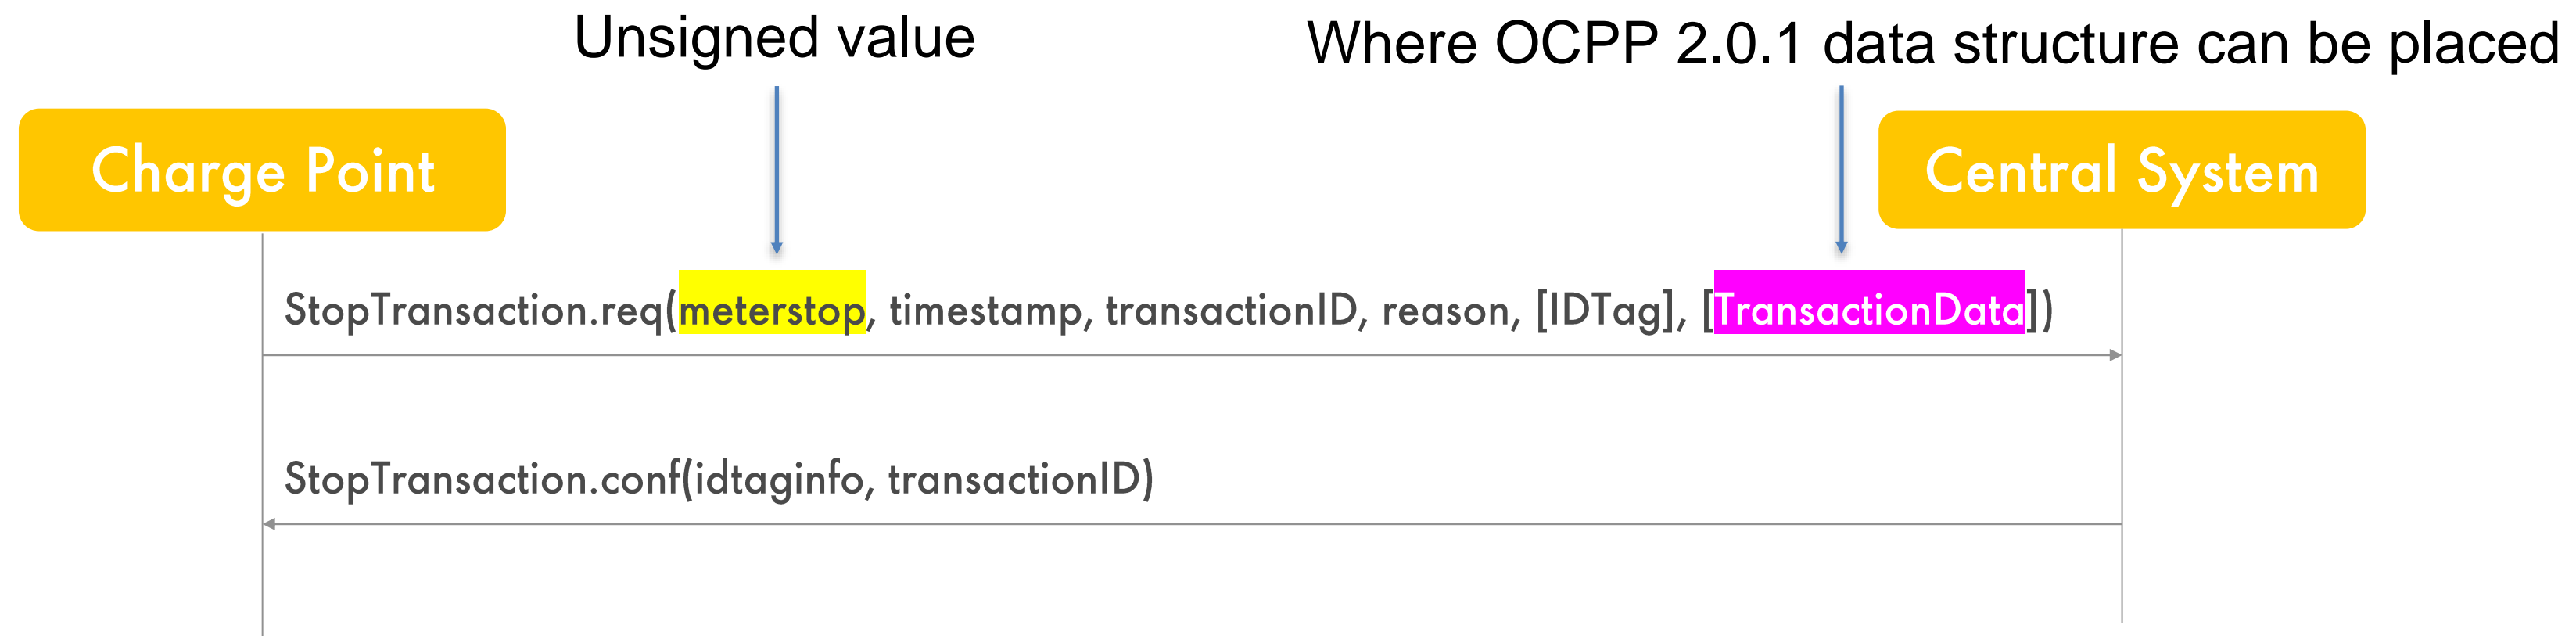 Unsigned value
Where OCPP 2.0.1 data structure can be placed
Charge Point
Central System
StopTransaction.req(meterstop, timestamp, transactionID, reason, [IDTag], [TransactionData])
StopTransaction.conf(idtaginfo, transactionID)